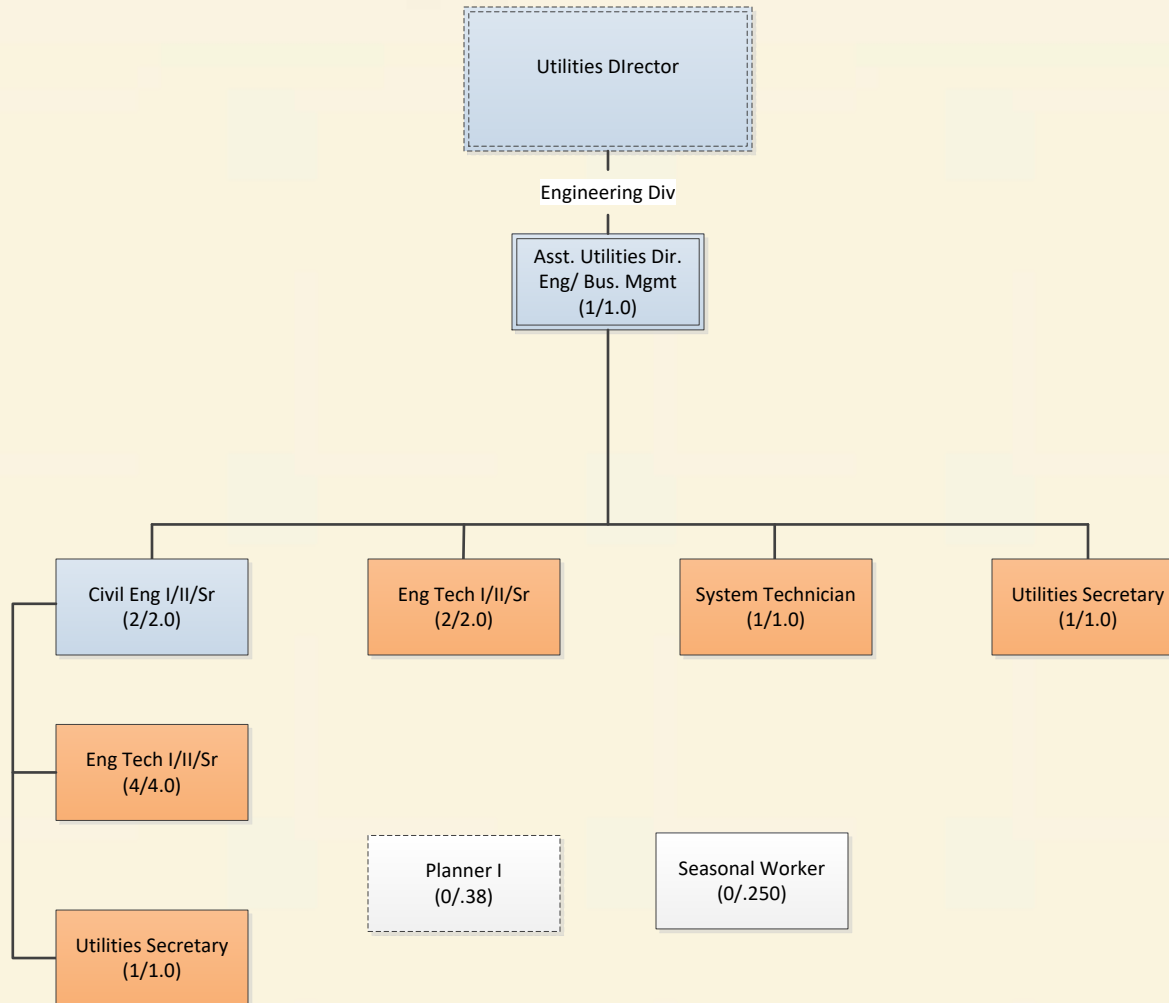 Utilities DIrector
Engineering Div
Asst. Utilities Dir.
Eng/ Bus. Mgmt
(1/1.0)
Civil Eng I/II/Sr
(2/2.0)
Eng Tech I/II/Sr
(2/2.0)
System Technician
(1/1.0)
Utilities Secretary
(1/1.0)
Eng Tech I/II/Sr
(4/4.0)
Planner I
(0/.38)
Seasonal Worker
(0/.250)
Utilities Secretary
(1/1.0)